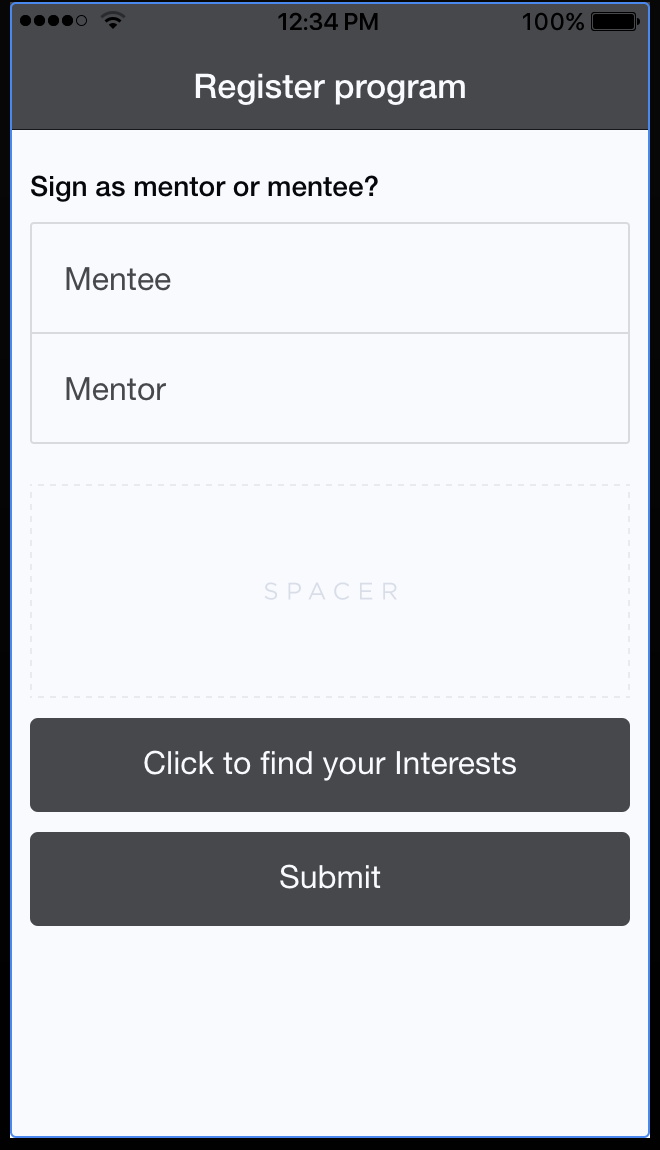 12:34 PM 100%
Register program
Sign as mentor or mentee?
Mentee
Mentor
SPACER
Click to find your Interests
Submit